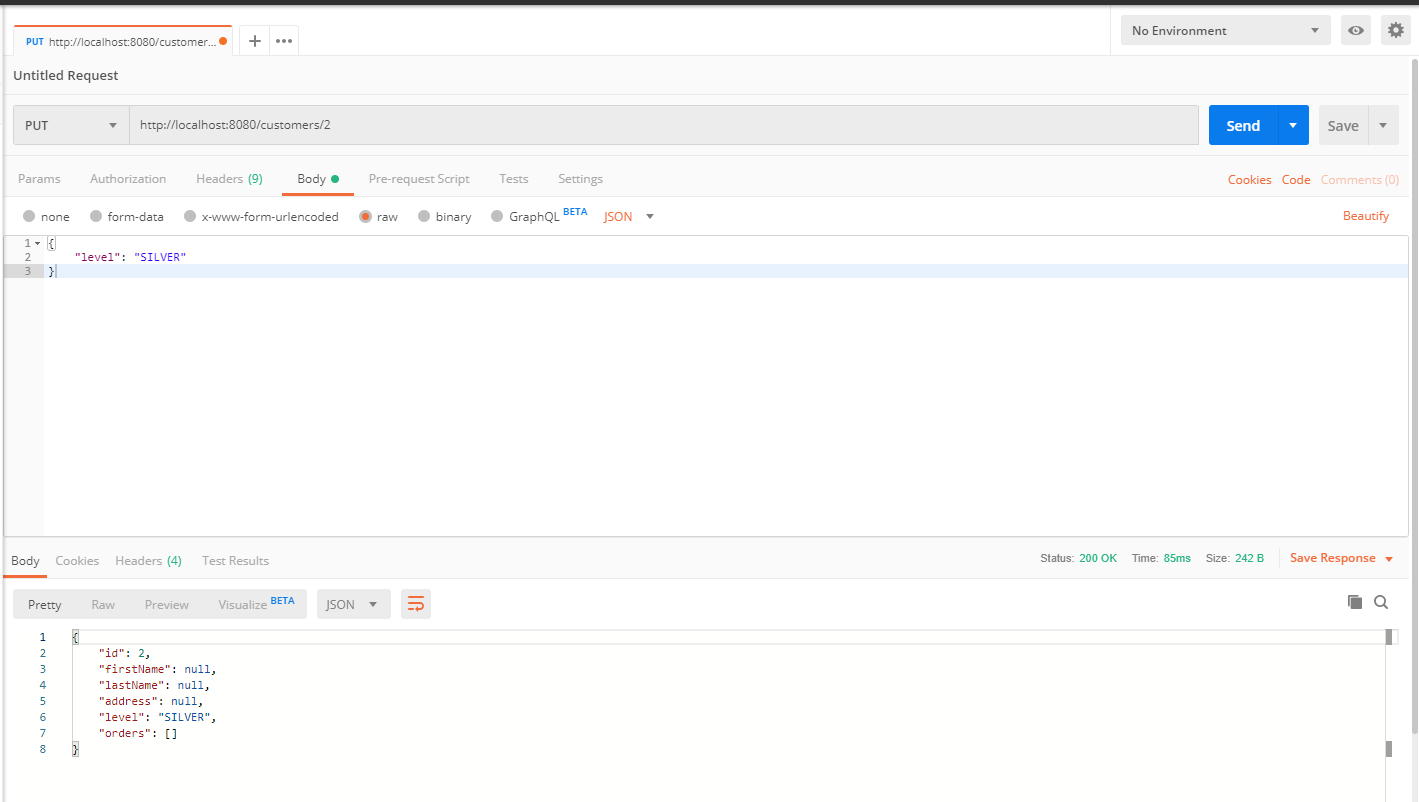 PUT http://localhost:8080/customer... + ••• No Environment
Untitled Request
PUT http://localhost:8080/customers/2 Send Save
Params Authorization Headers (9) Body Pre-request Script Tests Settings Cookies Code Comments (0)
none form-data x-www-form-urlencoded raw binary GraphQL BETA JSON Beautify
1 {
2 "level": "SILVER"
3 }
Body Cookies Headers (4) Test Results Status: 200 OK Time: 85ms Size: 242 B Save Response
Pretty Raw Preview Visualize BETA JSON
1 {
2 "id": 2,
3 "firstName": null,
4 "lastName": null,
5 "address": null,
6 "level": "SILVER",
7 "orders": []
8 }